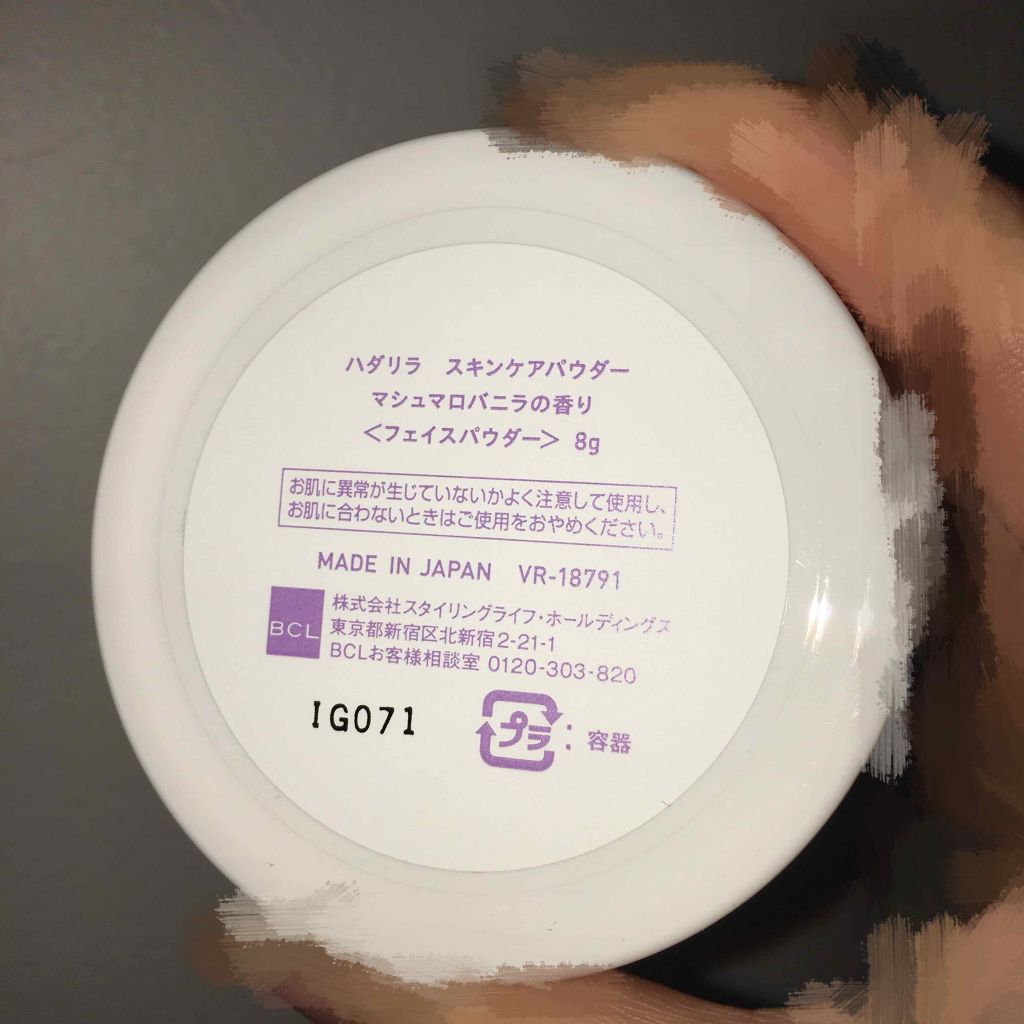 ハダリラ スキンケアパウダー
マシュマロバニラの香り
＜フェイスパウダー＞ 8g
お肌に異常が生じていないかよく注意して使用し、
お肌に合わないときはご使用をおやめください。
MADE IN JAPAN VR-18791
BCL
株式会社スタイリングライフ・ホールディングス
東京都新宿区北新宿2-21-1
BCLお客様相談室 0120-303-820
IG071
プラ : 容器